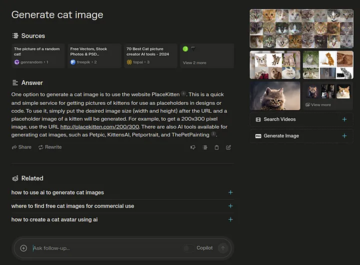 Generate cat image
Sources
The picture of a random cat!
Free Vectors, Stock Photos & PSD...
70 Best Cat picture creator AI tools - 2024
View 2 more
Answer
One option to generate a cat image is to use the website PlaceKitten. This is a
quick and simple service for getting pictures of kittens for use as placeholders in designs or
code. To use it, simply put the desired image size (width and height) after the URL and a
placeholder image of a kitten will be generated. For example, to get a 200x300 pixel
image, use the URL http://placekitten.com/200/300. There are also AI tools available for
generating cat images, such as Petpic, KittensAI, Petportrait, and ThePetPainter.
Share
Rewrite
Related
how to use ai to generate cat images
where to find free cat images for commercial use
how to create a cat avatar using ai
Ask follow-up...
Copilot
View more
Search Videos
Generate Image